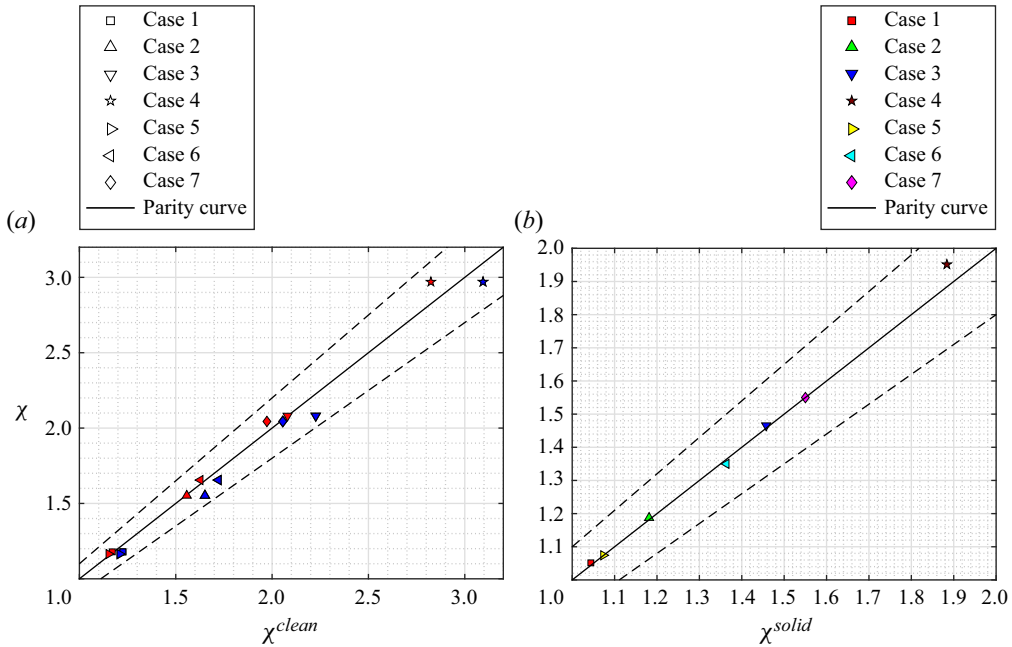 Case 1
Case 2
Case 3
Case 4
Case 5
Case 6
Case 7
Parity curve
Case 1
Case 2
Case 3
Case 4
Case 5
Case 6
Case 7
Parity curve
(a)
3.0
2.5
2.0
1.5
χ
1.0 1.5 2.0 2.5 3.0
χ^clean
(b)
2.0
1.9
1.8
1.7
1.6
1.5
1.4
1.3
1.2
1.1
1.0 1.1 1.2 1.3 1.4 1.5 1.6 1.7 1.8 1.9 2.0
χ^solid